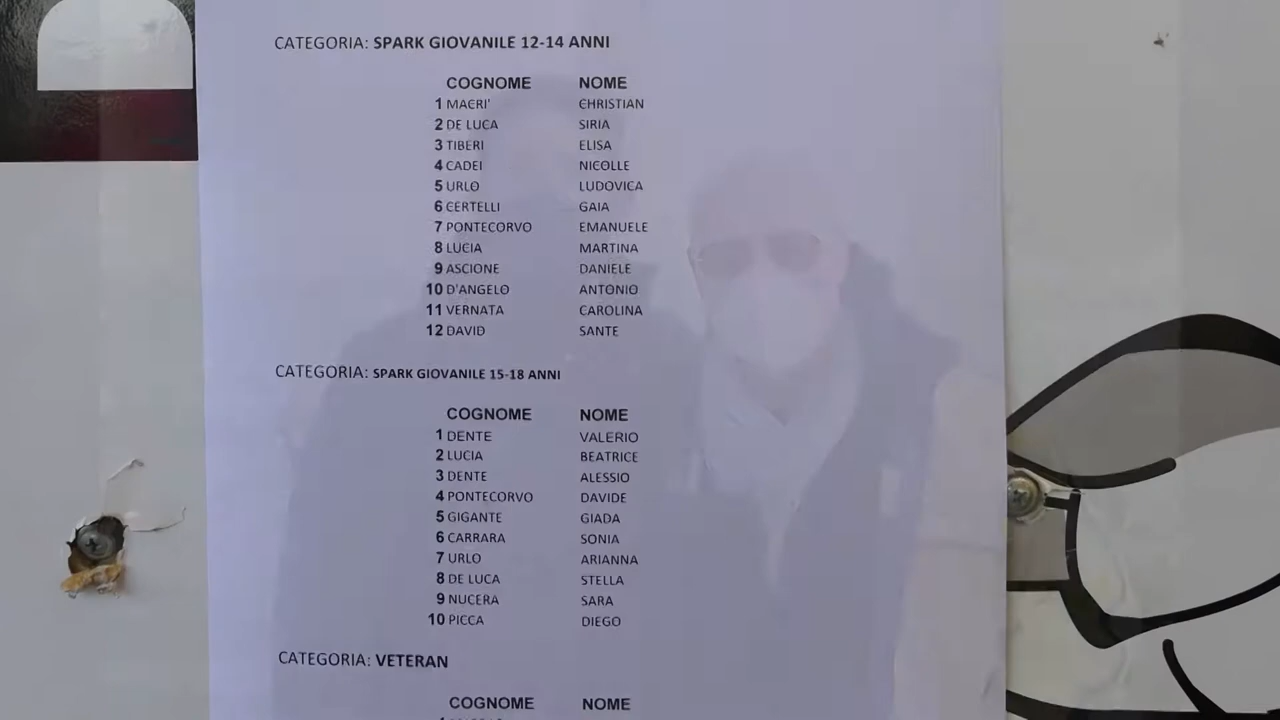 CATEGORIA: SPARK GIOVANILE 12-14 ANNI
COGNOME NOME
1 MACRI' CHRISTIAN
2 DE LUCA SIRIA
3 TIBERI ELISA
4 CADEI NICOLLE
5 URLO LUDOVICA
6 CERTELLI GAIA
7 PONTECORVO EMANUELE
8 LUCIA MARTINA
9 ASCIONE DANIELE
10 D'ANGELO ANTONIO
11 VERNATA CAROLINA
12 DAVID SANTE
CATEGORIA: SPARK GIOVANILE 15-18 ANNI
COGNOME NOME
1 DENTE VALERIO
2 LUCIA BEATRICE
3 DENTE ALESSIO
4 PONTECORVO DAVIDE
5 GIGANTE GIADA
6 CARRARA SONIA
7 URLO ARIANNA
8 DE LUCA STELLA
9 NUCERA SARA
10 PICCA DIEGO
CATEGORIA: VETERAN
COGNOME NOME